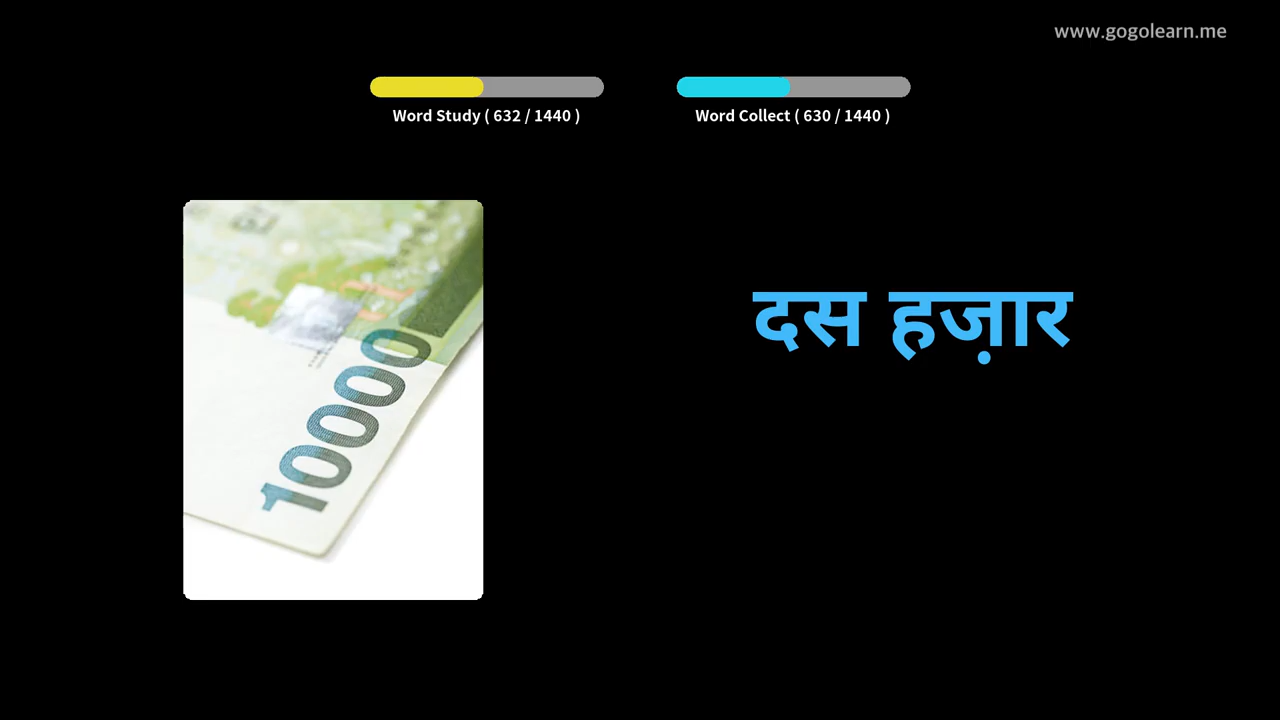 www.gogolearn.me
Word Study ( 632 / 1440 )
Word Collect ( 630 / 1440 )
दस हज़ार
10000